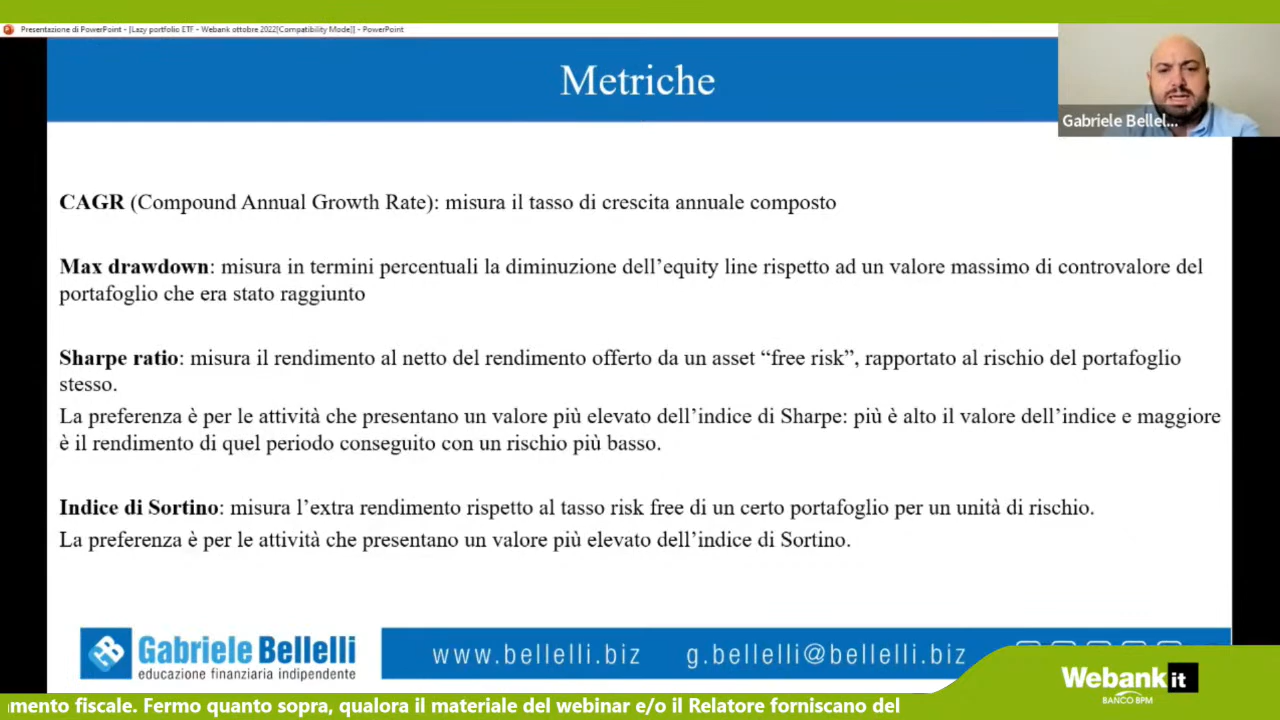 Presentazione di PowerPoint - [Lazy portfolio ETF - Webank ottobre 2022[Compatibility Mode]] - PowerPoint
Metriche
Gabriele Bellel...
CAGR (Compound Annual Growth Rate): misura il tasso di crescita annuale composto
Max drawdown: misura in termini percentuali la diminuzione dell’equity line rispetto ad un valore massimo di controvalore del
portafoglio che era stato raggiunto
Sharpe ratio: misura il rendimento al netto del rendimento offerto da un asset “free risk”, rapportato al rischio del portafoglio
stesso.
La preferenza è per le attività che presentano un valore più elevato dell’indice di Sharpe: più è alto il valore dell’indice e maggiore
è il rendimento di quel periodo conseguito con un rischio più basso.
Indice di Sortino: misura l’extra rendimento rispetto al tasso risk free di un certo portafoglio per un unità di rischio.
La preferenza è per le attività che presentano un valore più elevato dell’indice di Sortino.
Gabriele Bellelli
educazione finanziaria indipendente
www.bellelli.biz g.bellelli@bellelli.biz
Webank it
BANCO BPM
mento fiscale. Fermo quanto sopra, qualora il materiale del webinar e/o il Relatore forniscano del